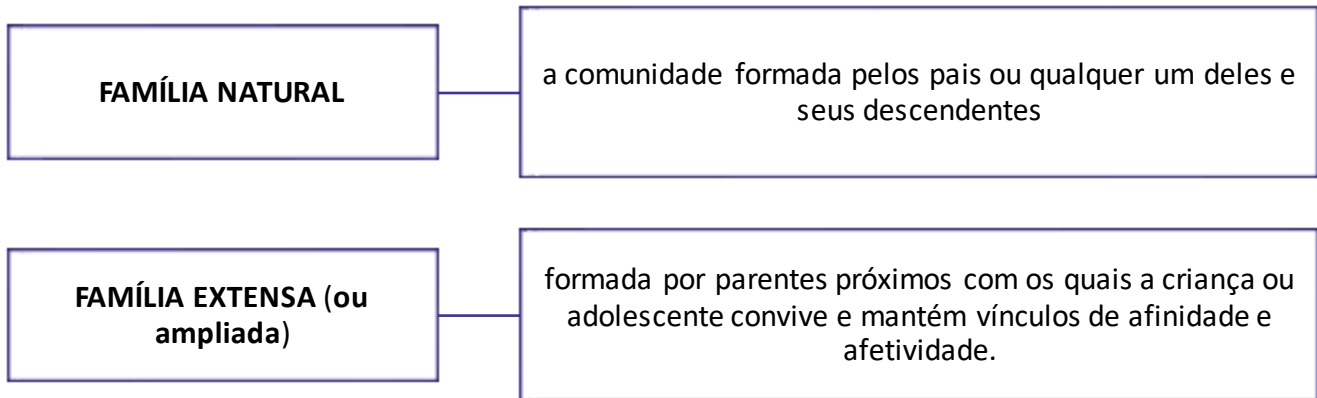 FAMÍLIA NATURAL
a comunidade formada pelos pais ou qualquer um deles e
seus descendentes
FAMÍLIA EXTENSA (ou
ampliada)
formada por parentes próximos com os quais a criança ou
adolescente convive e mantém vínculos de afinidade e
afetividade.